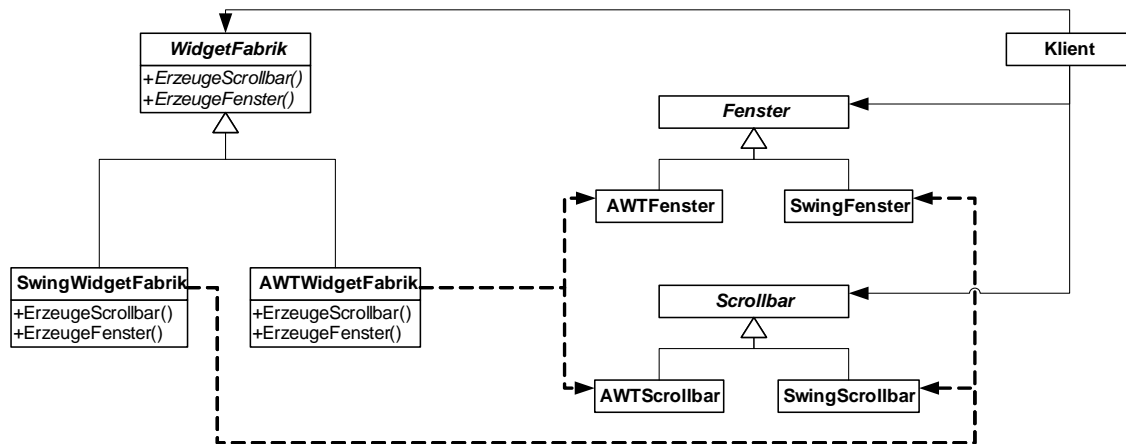 WidgetFabrik
+ErzeugeScrollbar()
+ErzeugeFenster()
Klient
Fenster
AWTFenster
SwingFenster
SwingWidgetFabrik
+ErzeugeScrollbar()
+ErzeugeFenster()
AWTWidgetFabrik
+ErzeugeScrollbar()
+ErzeugeFenster()
Scrollbar
AWTScrollbar
SwingScrollbar